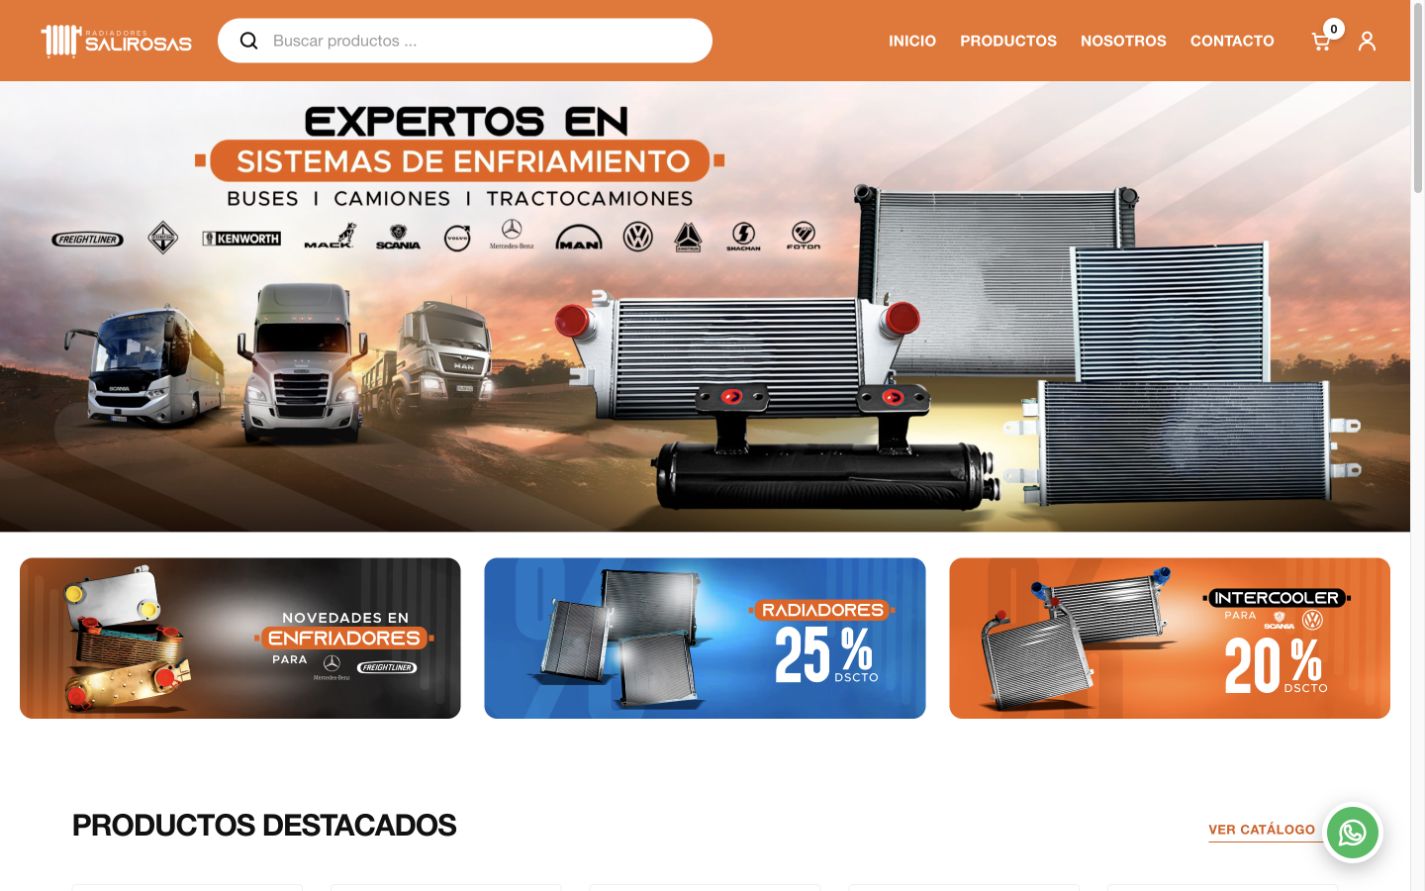 RADIADORES
SALIROSAS
Buscar productos ...
INICIO
PRODUCTOS
NOSOTROS
CONTACTO
0
EXPERTOS EN
SISTEMAS DE ENFRIAMIENTO
BUSES | CAMIONES | TRACTOCAMIONES
FREIGHTLINER
KENWORTH
MACK
SCANIA
VOLVO
Mercedes-Benz
MAN
SHACMAN
FOTON
SCANIA
MAN
NOVEDADES EN
ENFRIADORES
PARA
Mercedes-Benz
FREIGHTLINER
RADIADORES
25%
DSCTO
INTERCOOLER
PARA
SCANIA
20%
DSCTO
PRODUCTOS DESTACADOS
VER CATÁLOGO